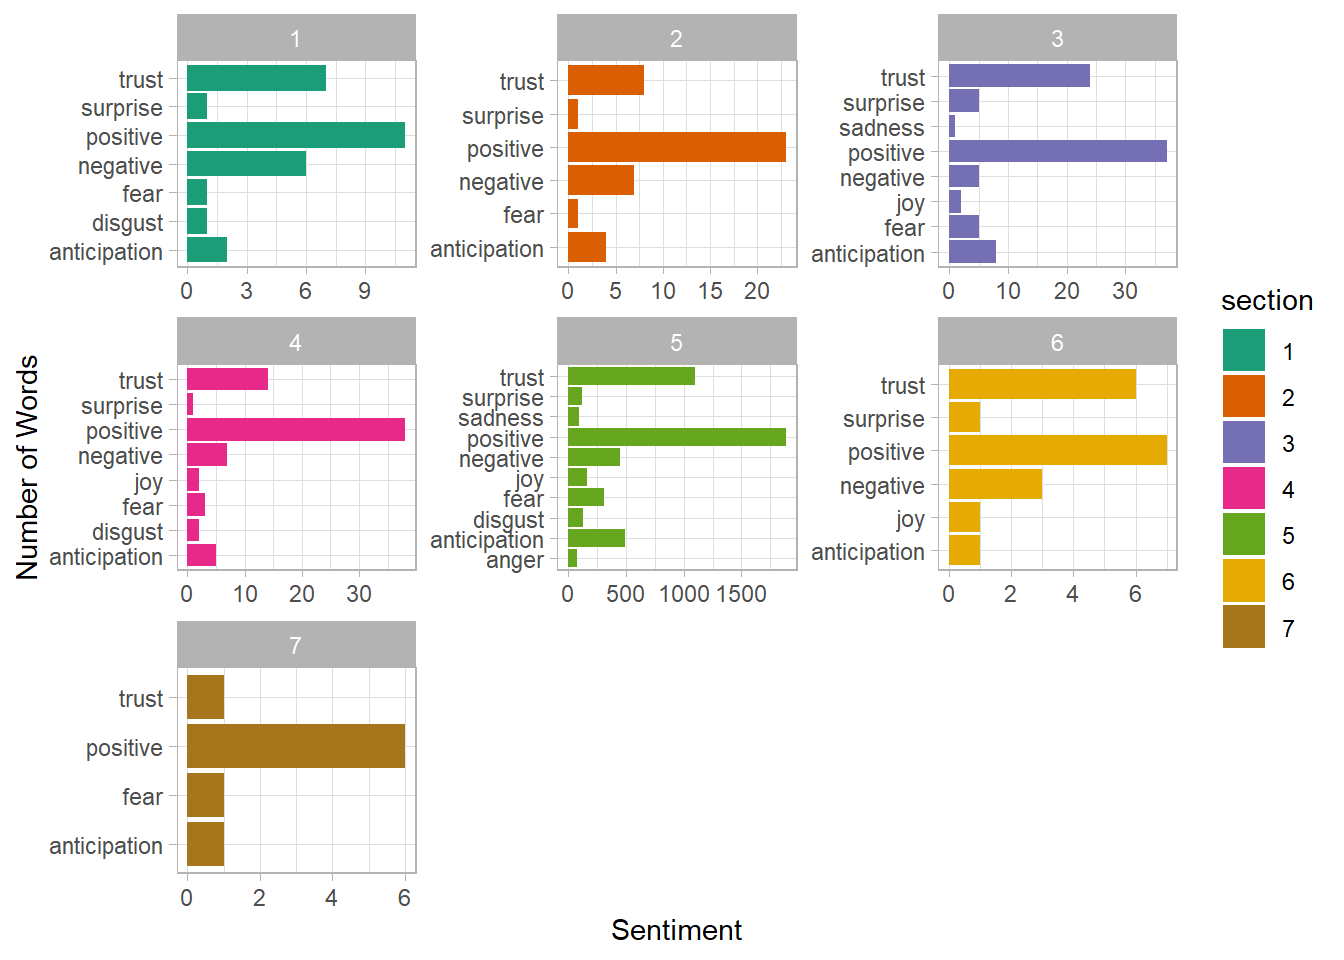 1
trust
surprise
positive
negative
fear
disgust
anticipation
0 3 6 9
2
trust
surprise
positive
negative
fear
anticipation
0 5 10 15 20
3
trust
surprise
sadness
positive
negative
joy
fear
anticipation
0 10 20 30
4
trust
surprise
positive
negative
joy
fear
disgust
anticipation
0 10 20 30
5
trust
surprise
sadness
positive
negative
joy
fear
disgust
anticipation
anger
0 500 1000 1500
6
trust
surprise
positive
negative
joy
anticipation
0 2 4 6
7
trust
positive
fear
anticipation
0 2 4 6
Number of Words
Sentiment
section
1
2
3
4
5
6
7